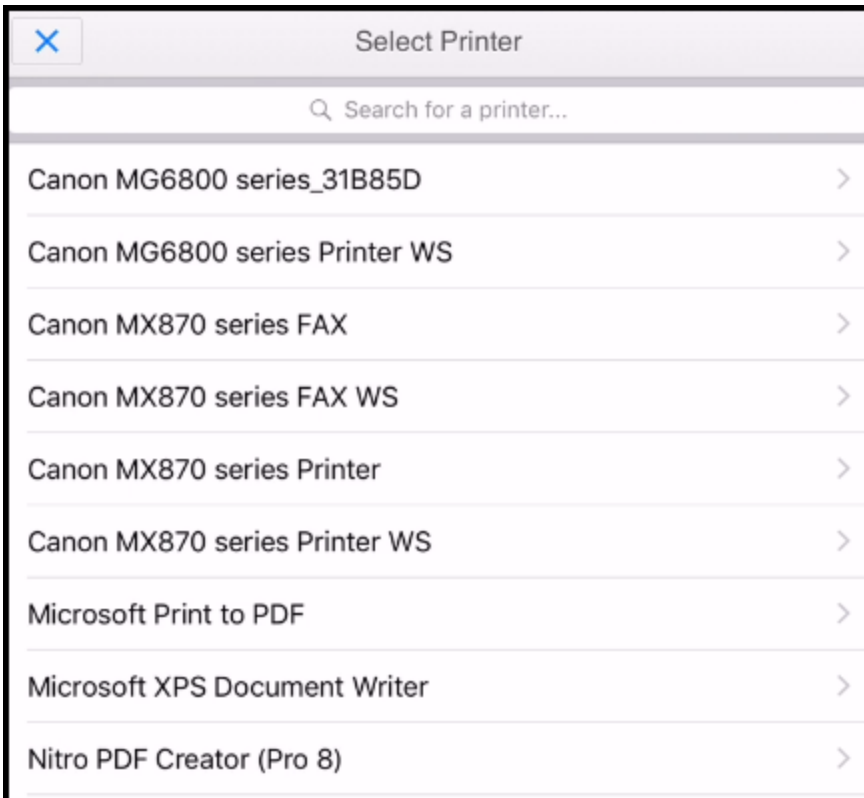 Select Printer
Search for a printer...
Canon MG6800 series_31B85D
Canon MG6800 series Printer WS
Canon MX870 series FAX
Canon MX870 series FAX WS
Canon MX870 series Printer
Canon MX870 series Printer WS
Microsoft Print to PDF
Microsoft XPS Document Writer
Nitro PDF Creator (Pro 8)